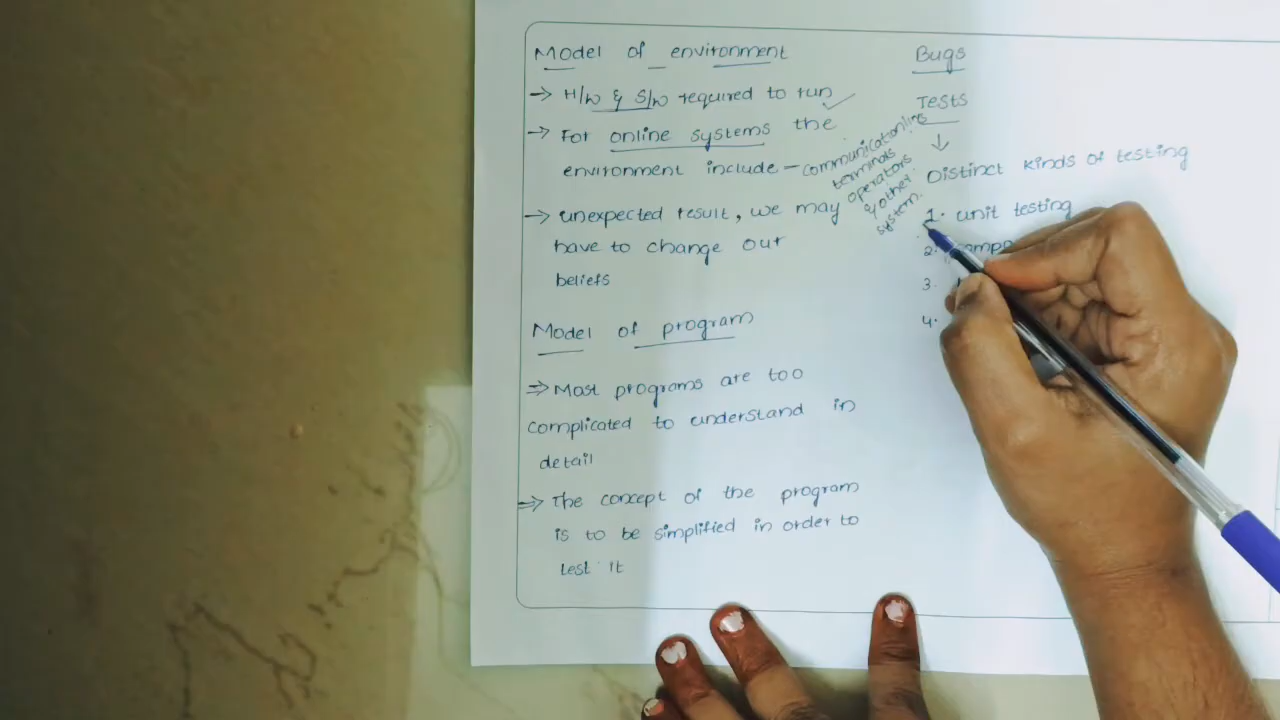 Model of environment
→ H/W & S/W required to run
→ For online systems the
environment include - communication line
terminals
operators
& other
system.
→ unexpected result, we may
have to change our
beliefs
Model of program
⇒ Most programs are too
complicated to understand in
detail
⇒ The concept of the program
is to be simplified in order to
test it
Bugs
Tests
↓
Distinct kinds of testing
1. unit testing
2.
3.
4.